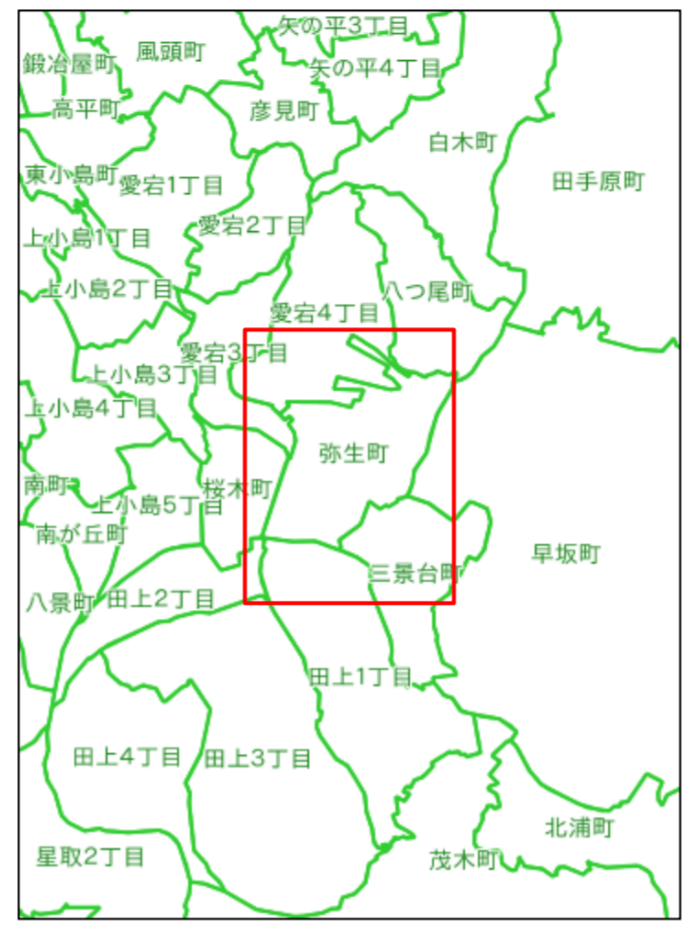 矢の平3丁目
風頭町
鍛冶屋町
矢の平4丁目
高平町
彦見町
白木町
東小島町
愛宕1丁目
田手原町
愛宕2丁目
上小島1丁目
上小島2丁目
八つ尾町
愛宕4丁目
愛宕3丁目
上小島3丁目
上小島4丁目
弥生町
南町
桜木町
上小島5丁目
南が丘町
早坂町
三景台町
八景町
田上2丁目
田上1丁目
田上4丁目
田上3丁目
北浦町
星取2丁目
茂木町